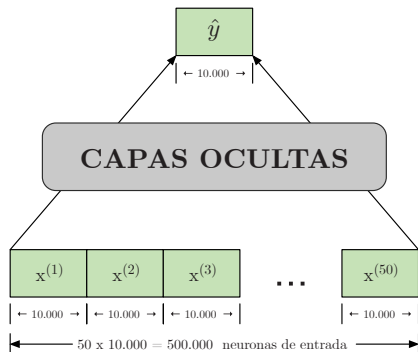 ŷ
← 10.000 →
CAPAS OCULTAS
x⁽¹⁾ x⁽²⁾ x⁽³⁾ ... x⁽⁵⁰⁾
← 10.000 → ← 10.000 → ← 10.000 → ← 10.000 →
50 x 10.000 = 500.000 neuronas de entrada